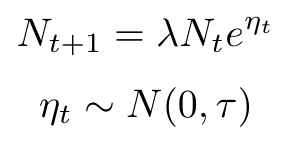 N_{t+1} = λN_t e^{η_t}
η_t ∼ N(0, τ)